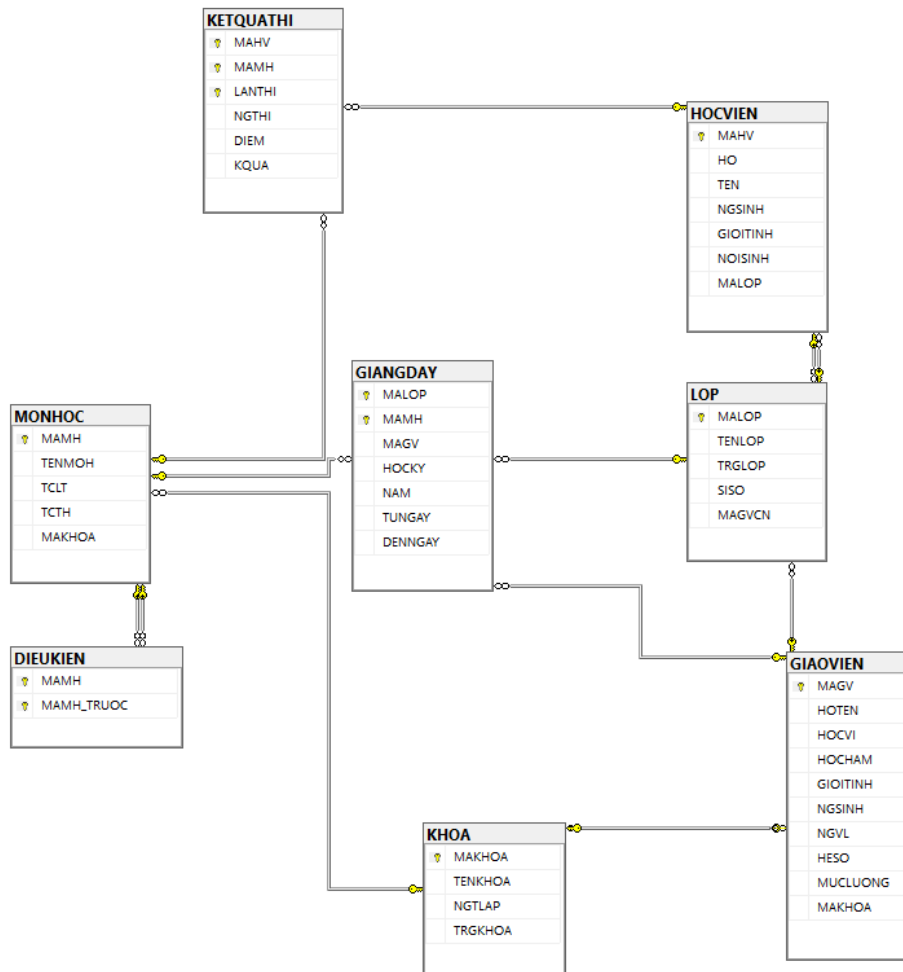 KETQUATHI
MAHV
MAMH
LANTHI
NGTHI
DIEM
KQUA
HOCVIEN
MAHV
HO
TEN
NGSINH
GIOITINH
NOISINH
MALOP
GIANGDAY
MALOP
MAMH
MAGV
HOCKY
NAM
TUNGAY
DENNGAY
LOP
MALOP
TENLOP
TRGLOP
SISO
MAGVCN
MONHOC
MAMH
TENMOH
TCLT
TCTH
MAKHOA
DIEUKIEN
MAMH
MAMH_TRUOC
GIAOVIEN
MAGV
HOTEN
HOCVI
HOCHAM
GIOITINH
NGSINH
NGVL
HESO
MUCLUONG
MAKHOA
KHOA
MAKHOA
TENKHOA
NGTLAP
TRGKHOA